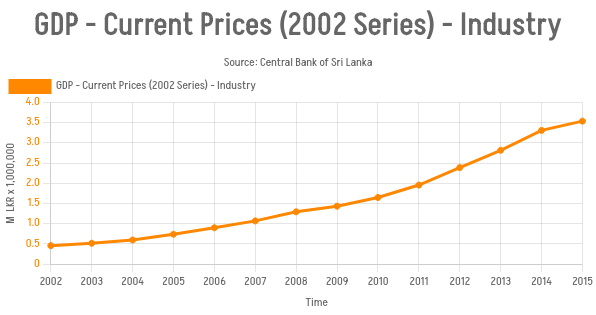 GDP - Current Prices (2002 Series) - Industry
Source: Central Bank of Sri Lanka
GDP - Current Prices (2002 Series) - Industry
4.0
3.5
3.0
2.5
2.0
1.5
1.0
0.5
0
M LKR x 1,000,000
2002 2003 2004 2005 2006 2007 2008 2009 2010 2011 2012 2013 2014 2015
Time